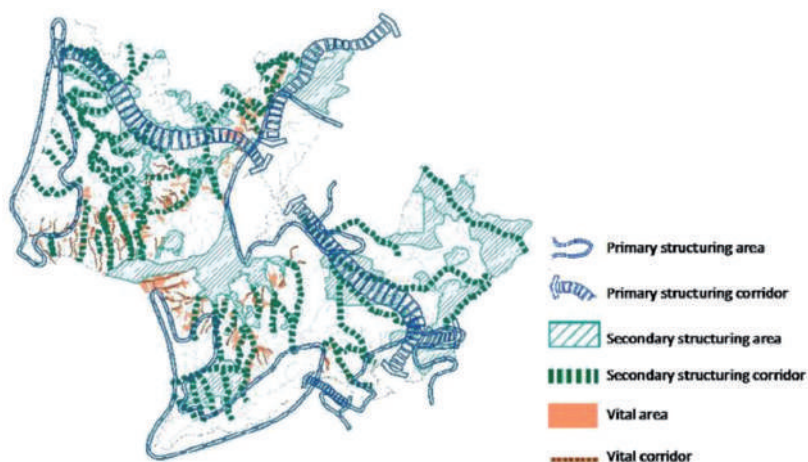 Primary structuring area
Primary structuring corridor
Secondary structuring area
Secondary structuring corridor
Vital area
Vital corridor